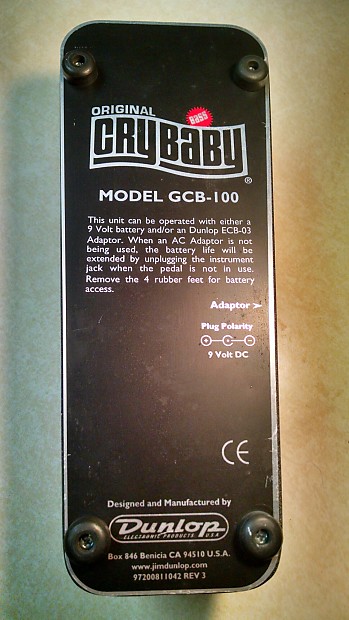 ORIGINAL
BASS
CRYBABY®
MODEL GCB-100
This unit can be operated with either a
9 Volt battery and/or an Dunlop ECB-03
Adaptor. When an AC Adaptor is not
being used, the battery life will be
extended by unplugging the instrument
jack when the pedal is not in use.
Remove the 4 rubber feet for battery
access.
Adaptor >
Plug Polarity
9 Volt DC
CE
Designed and Manufactured by
Dunlop
ELECTRONIC PRODUCTS U.S.A.
Box 846 Benicia CA 94510 U.S.A.
www.jimdunlop.com
97200811042 REV 3